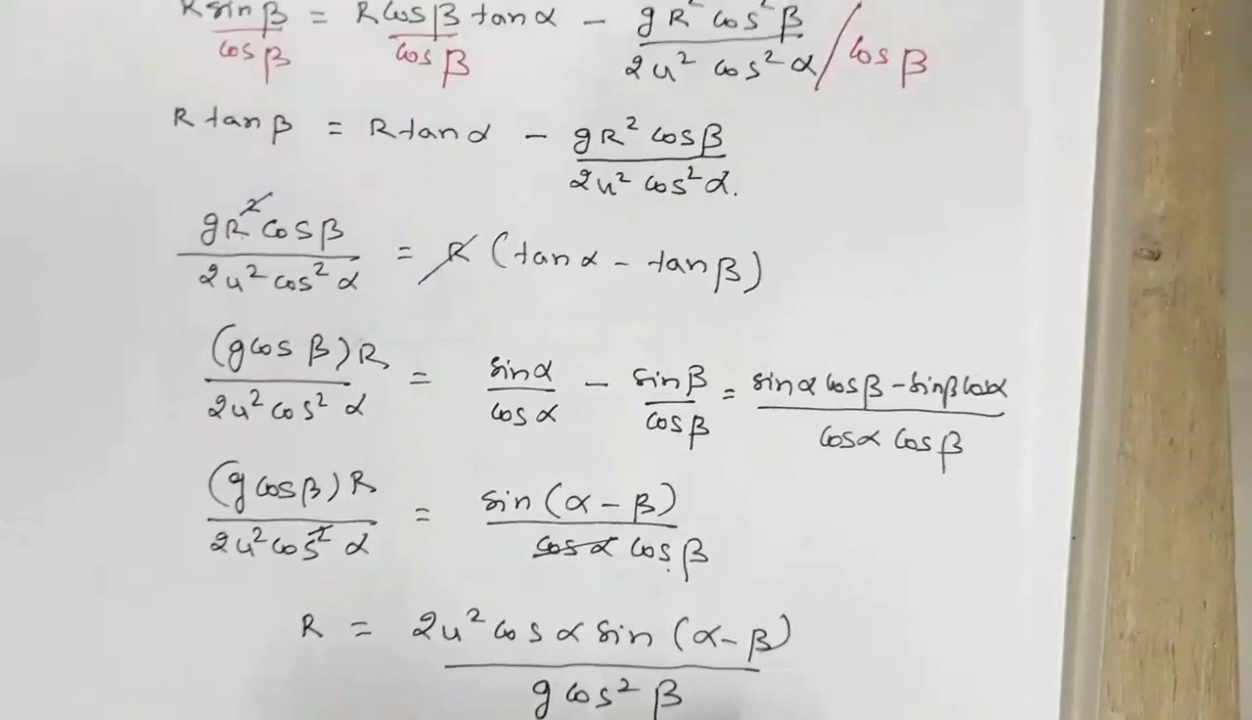 R sin β / cos β = R cos β / cos β tan α − g R² cos² β / 2u² cos² α / cos β
R tan β = R tan α − g R² cos β / 2u² cos² α.
g R² cos β / 2u² cos² α = R (tan α − tan β)
(g cos β) R / 2u² cos² α = sin α / cos α − sin β / cos β = sin α cos β − sin β cos α / cos α cos β
(g cos β) R / 2u² cos² α = sin (α − β) / cos α cos β
R = 2u² cos α sin (α − β) / g cos² β